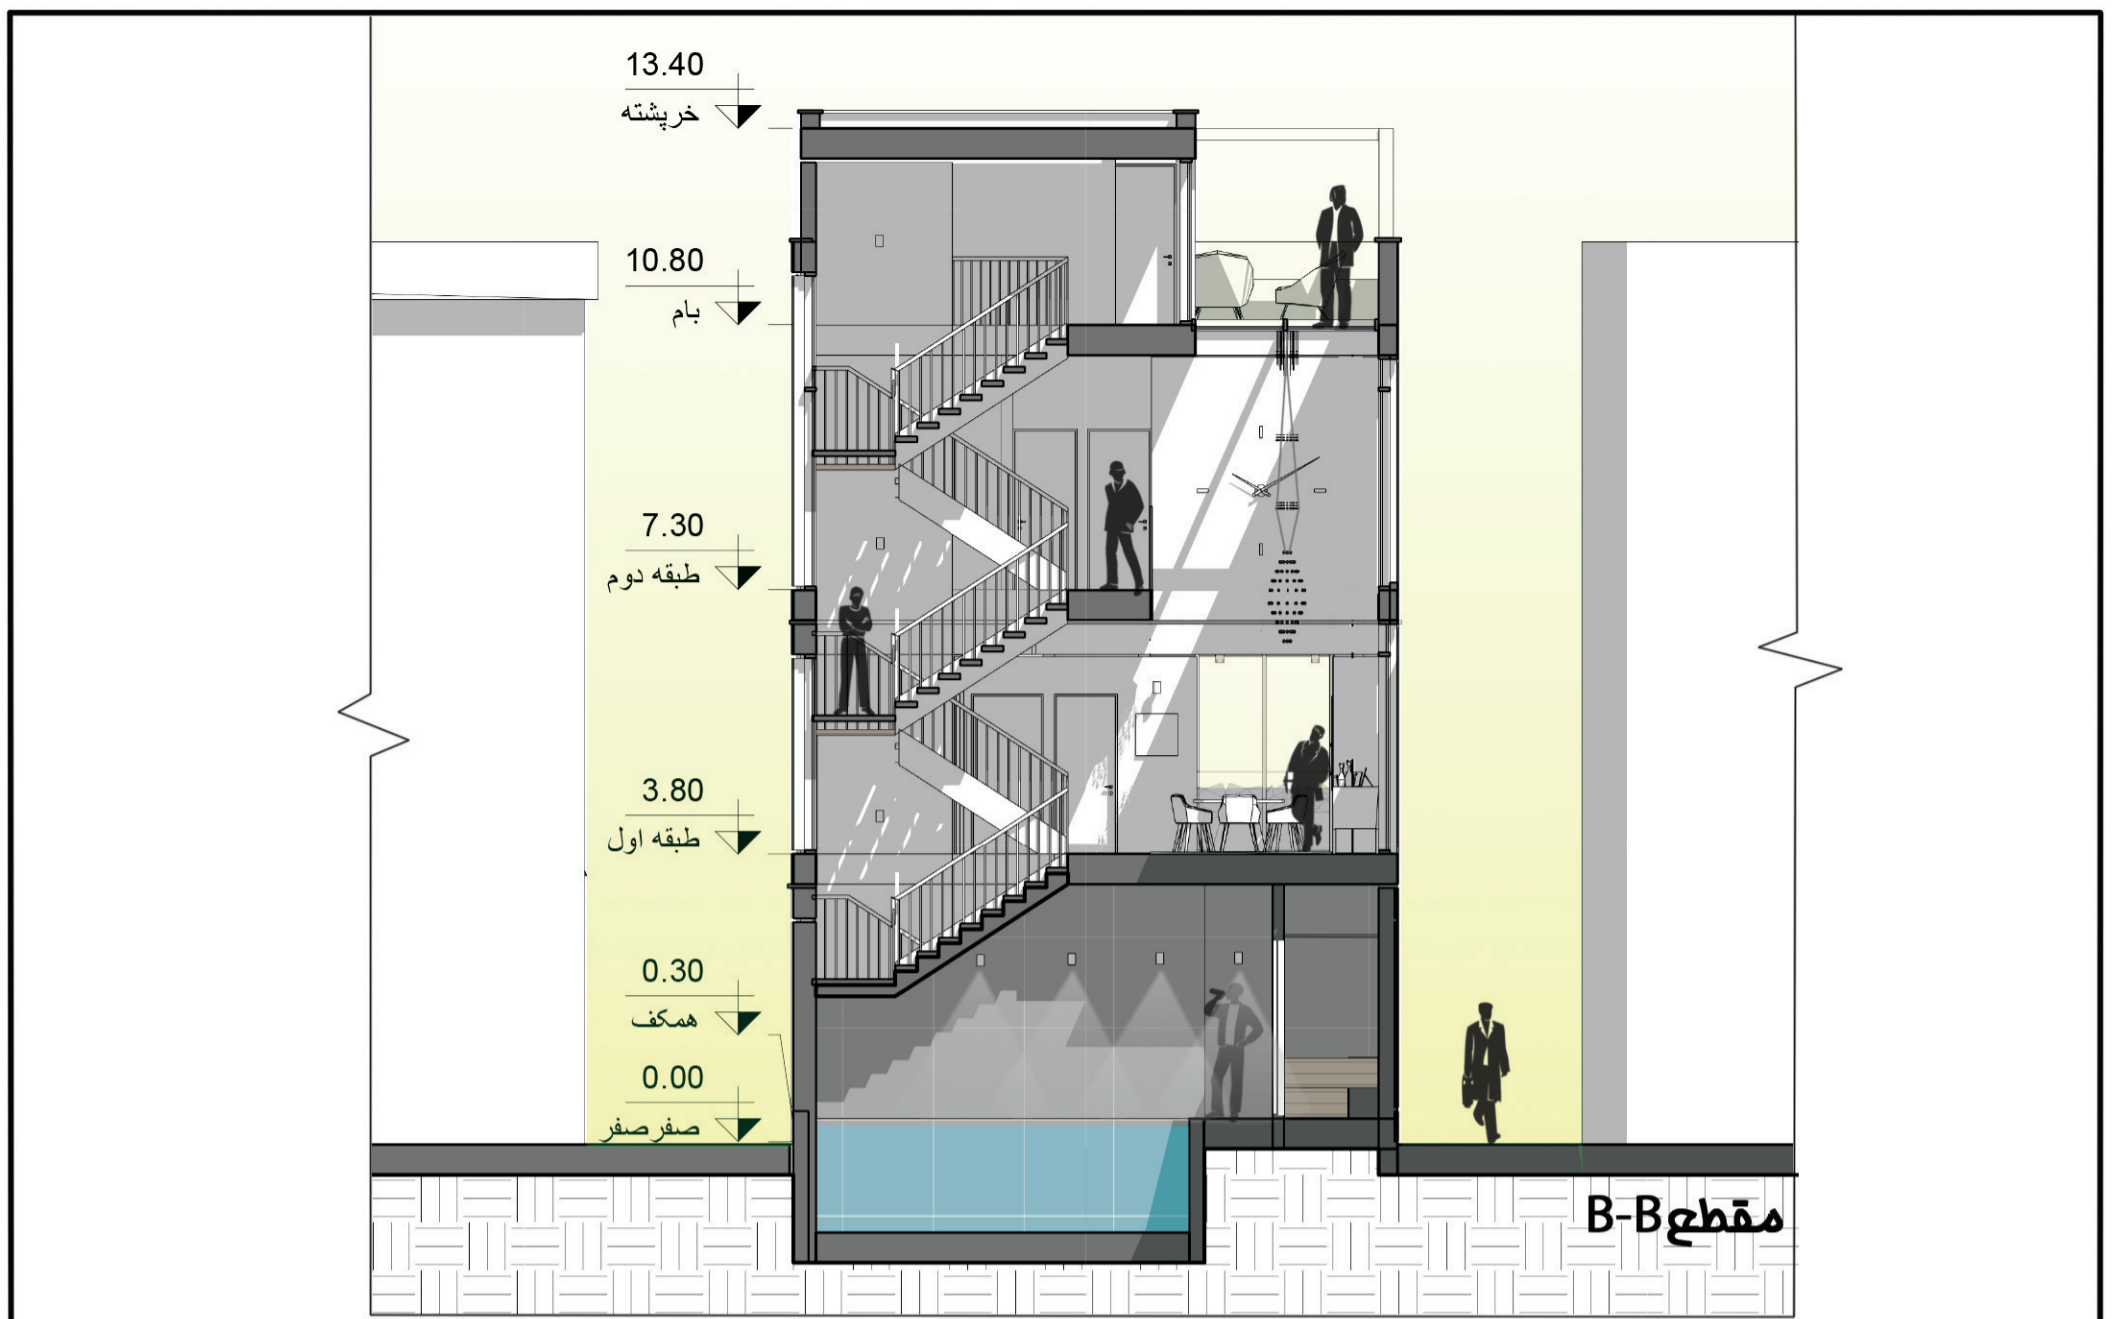 13.40
خرپشته
10.80
بام
7.30
طبقه دوم
3.80
طبقه اول
0.30
همکف
0.00
صفر صفر
مقطع B-B